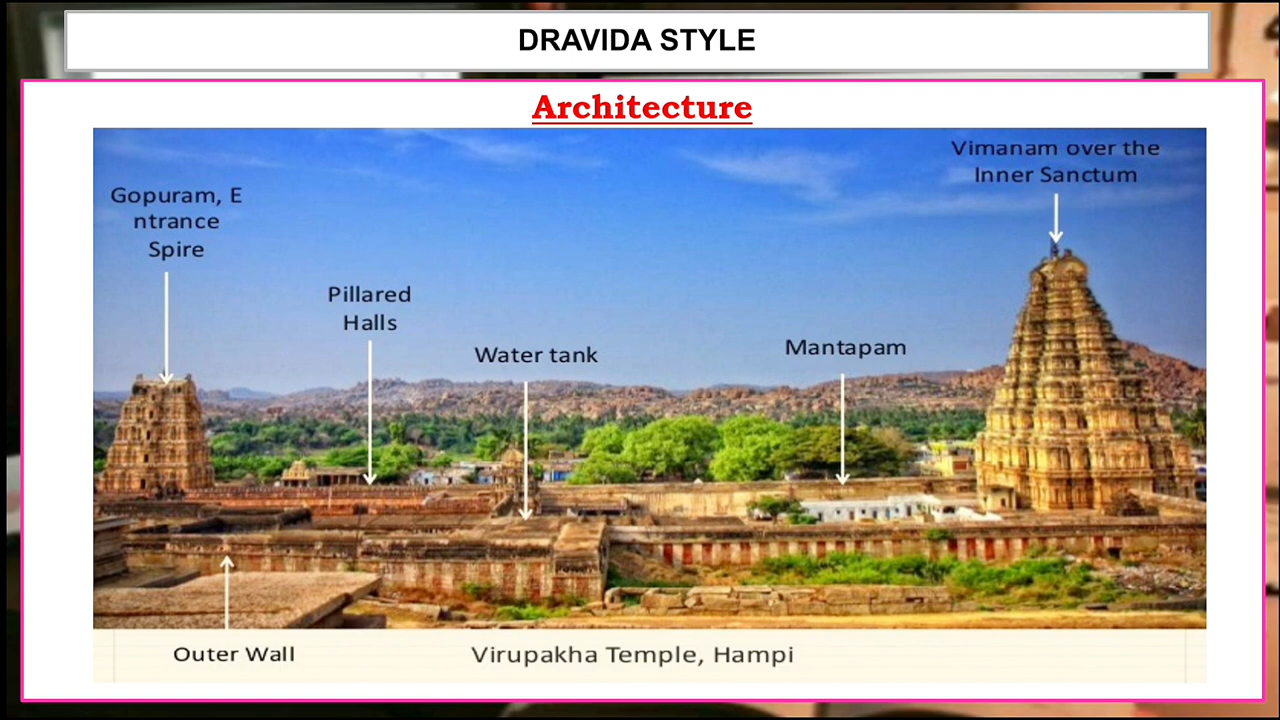 DRAVIDA STYLE
Architecture
Vimanam over the
Inner Sanctum
Gopuram, E
ntrance
Spire
Pillared
Halls
Water tank
Mantapam
Outer Wall
Virupakha Temple, Hampi